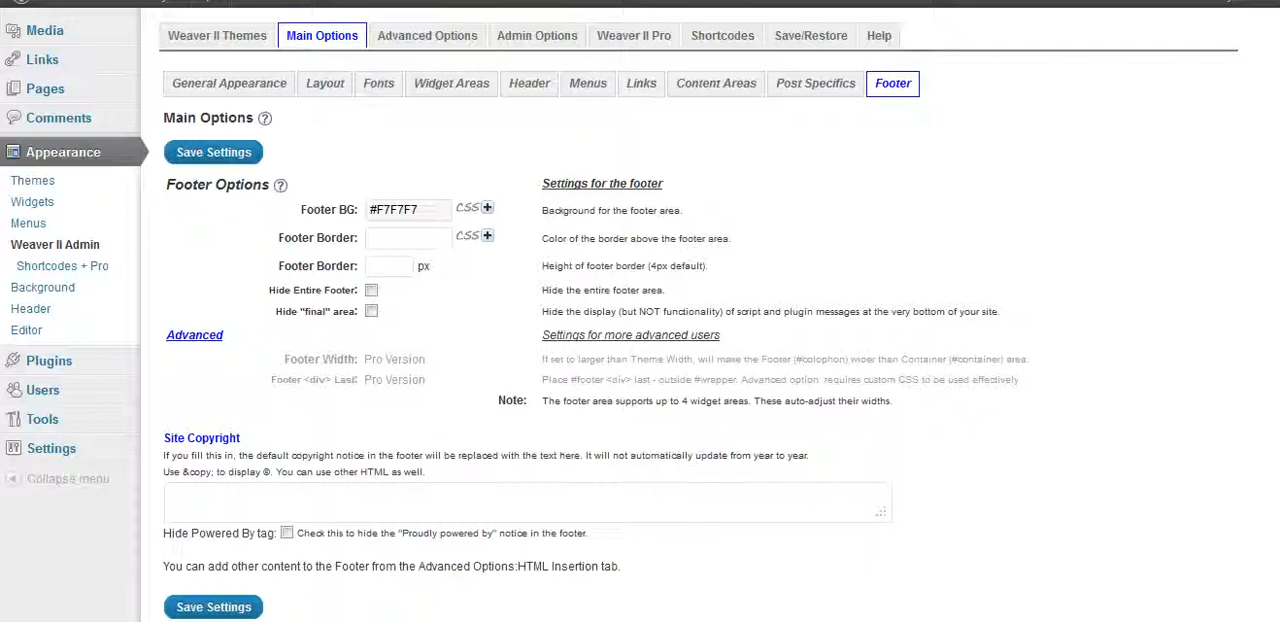 Media
Links
Pages
Comments
Appearance
Themes
Widgets
Menus
Weaver II Admin
Shortcodes + Pro
Background
Header
Editor
Plugins
Users
Tools
Settings
Collapse menu
Weaver II Themes Main Options Advanced Options Admin Options Weaver II Pro Shortcodes Save/Restore Help
General Appearance Layout Fonts Widget Areas Header Menus Links Content Areas Post Specifics Footer
Main Options ?
Save Settings
Footer Options ? Settings for the footer
Footer BG: #F7F7F7 CSS + Background for the footer area.
Footer Border: CSS + Color of the border above the footer area.
Footer Border: px Height of footer border (4px default).
Hide Entire Footer: Hide the entire footer area.
Hide "final" area: Hide the display (but NOT functionality) of script and plugin messages at the very bottom of your site.
Advanced Settings for more advanced users
Footer Width: Pro Version If set to larger than Theme Width, will make the Footer (#colophon) wider than Container (#container) area.
Footer <div> Last: Pro Version Place #footer <div> last - outside #wrapper. Advanced option requires custom CSS to be used effectively
Note: The footer area supports up to 4 widget areas. These auto-adjust their widths.
Site Copyright
If you fill this in, the default copyright notice in the footer will be replaced with the text here. It will not automatically update from year to year.
Use &copy; to display ©. You can use other HTML as well.
Hide Powered By tag: Check this to hide the "Proudly powered by" notice in the footer.
You can add other content to the Footer from the Advanced Options:HTML Insertion tab.
Save Settings